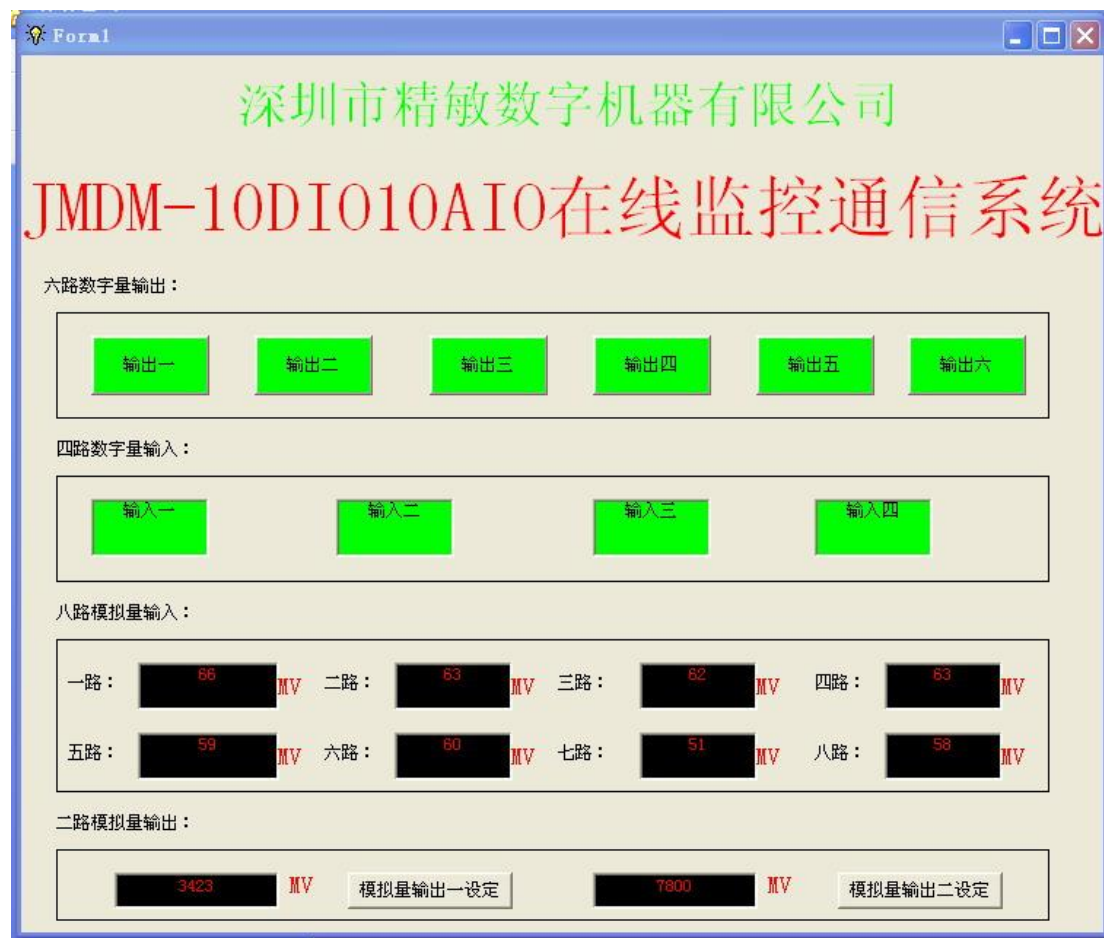 Form1
深圳市精敏数字机器有限公司
JMDM-10DIO10AIO在线监控通信系统
六路数字量输出：
输出一 输出二 输出三 输出四 输出五 输出六
四路数字量输入：
输入一 输入二 输入三 输入四
八路模拟量输入：
一路： 66 MV 二路： 63 MV 三路： 62 MV 四路： 63 MV
五路： 59 MV 六路： 60 MV 七路： 51 MV 八路： 58 MV
二路模拟量输出：
3423 MV 模拟量输出一设定 7800 MV 模拟量输出二设定